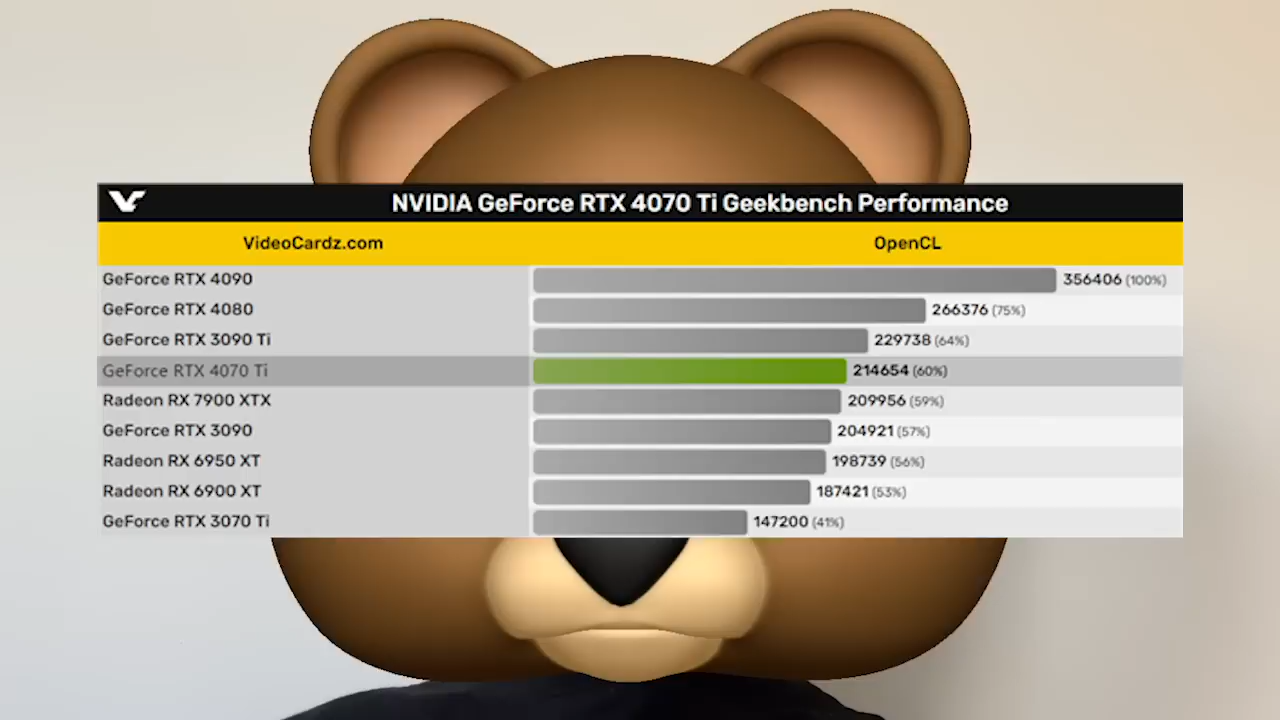 NVIDIA GeForce RTX 4070 Ti Geekbench Performance
VideoCardz.com OpenCL
GeForce RTX 4090 356406 (100%)
GeForce RTX 4080 266376 (75%)
GeForce RTX 3090 Ti 229738 (64%)
GeForce RTX 4070 Ti 214654 (60%)
Radeon RX 7900 XTX 209956 (59%)
GeForce RTX 3090 204921 (57%)
Radeon RX 6950 XT 198739 (56%)
Radeon RX 6900 XT 187421 (53%)
GeForce RTX 3070 Ti 147200 (41%)